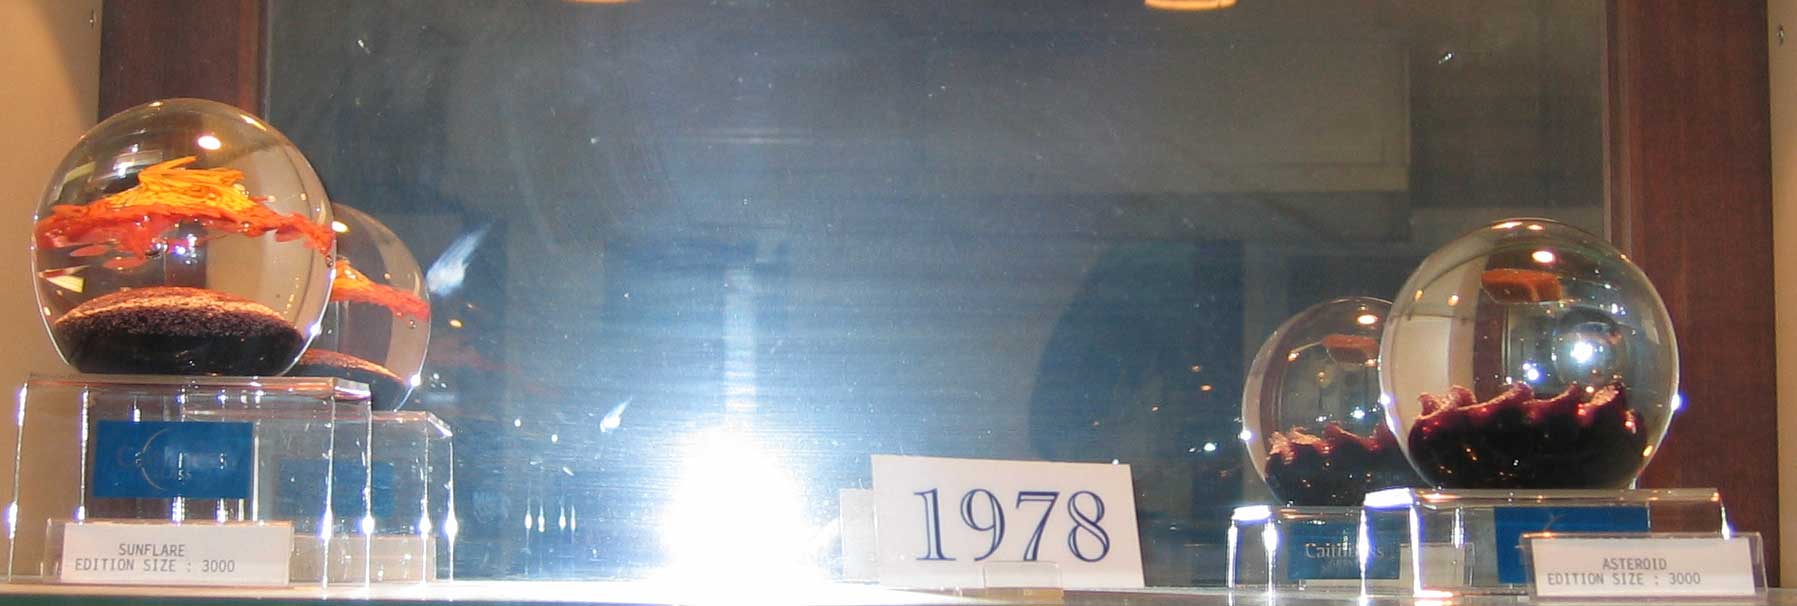 SUNFLARE
EDITION SIZE : 3000
1978
Caithness
ASTEROID
EDITION SIZE : 3000